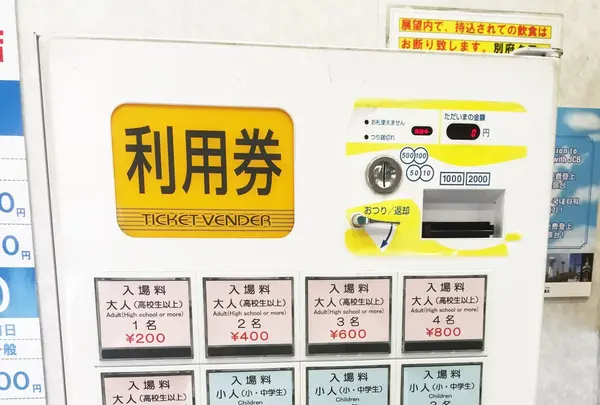 展望内で、持込されての飲食は
お断り致します。別府
利用券
TICKET VENDER
お札使えません
つり銭切れ
ただいまの金額
0円
500 100
50 10
1000 2000
おつり/返却
入場料
大人(高校生以上)
Adult(High school or more)
1名
¥200
入場料
大人(高校生以上)
Adult(High school or more)
2名
¥400
入場料
大人(高校生以上)
Adult(High school or more)
3名
¥600
入場料
大人(高校生以上)
Adult(High school or more)
4名
¥800
入場料
大人(高校生以上)
入場料
小人(小・中学生)
Children
入場料
小人(小・中学生)
Children
入場料
小人(小・中学生)
Children
with JCB